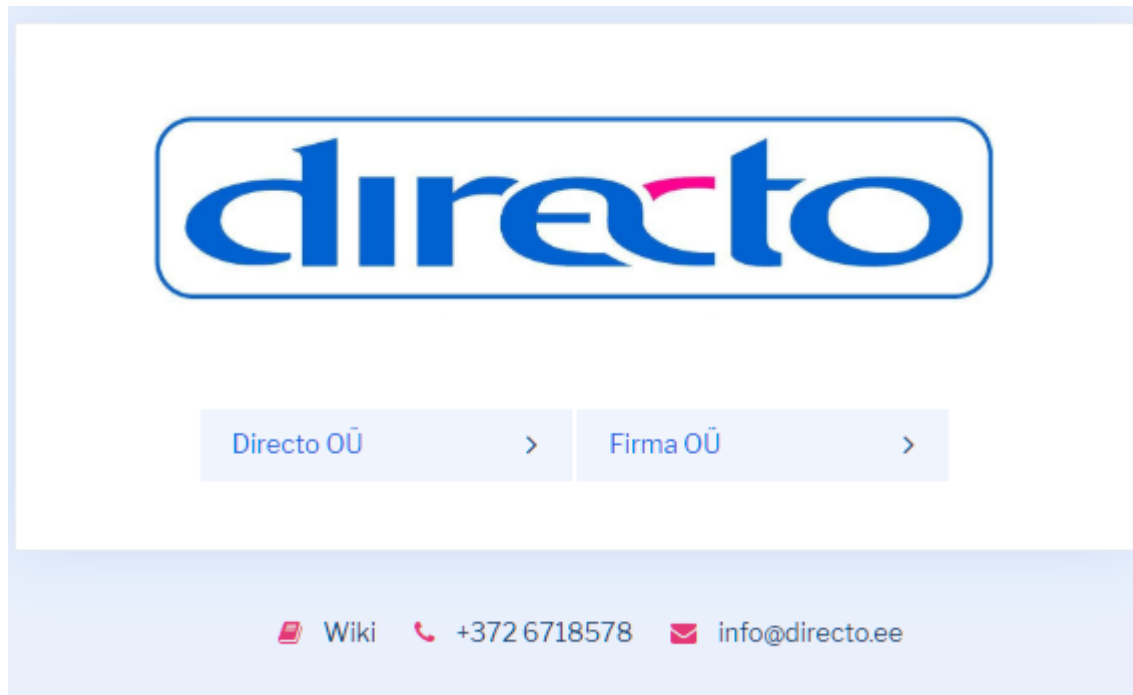 directo
Directo OÜ > Firma OÜ >
Wiki +372 6718578 info@directo.ee